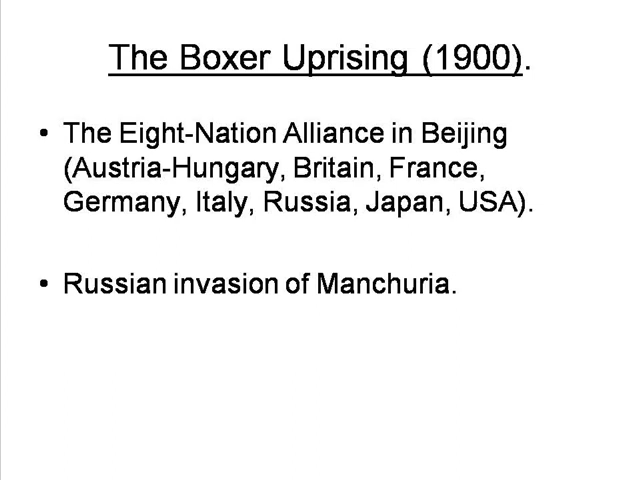 The Boxer Uprising (1900).
• The Eight-Nation Alliance in Beijing
(Austria-Hungary, Britain, France,
Germany, Italy, Russia, Japan, USA).
• Russian invasion of Manchuria.